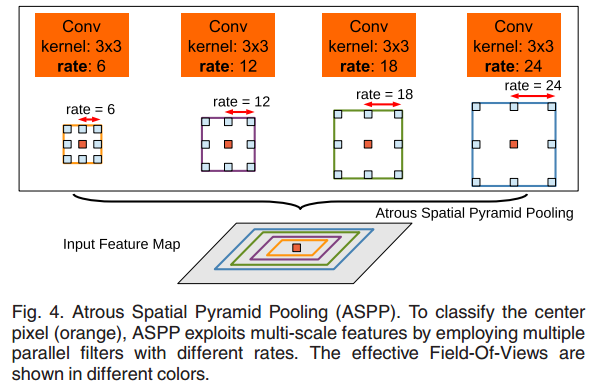 Conv
kernel: 3x3
rate: 6
Conv
kernel: 3x3
rate: 12
Conv
kernel: 3x3
rate: 18
Conv
kernel: 3x3
rate: 24
rate = 6
rate = 12
rate = 18
rate = 24
Atrous Spatial Pyramid Pooling
Input Feature Map
Fig. 4. Atrous Spatial Pyramid Pooling (ASPP). To classify the center
pixel (orange), ASPP exploits multi-scale features by employing multiple
parallel filters with different rates. The effective Field-Of-Views are
shown in different colors.